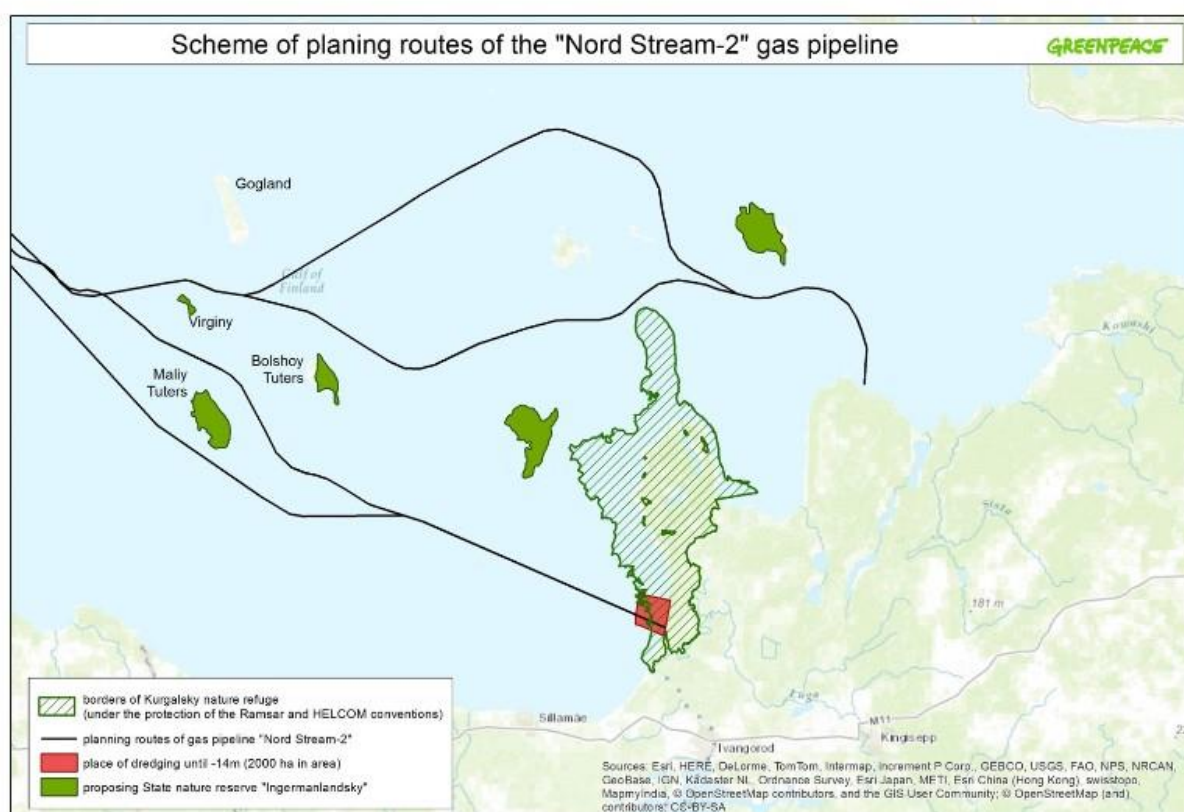 Scheme of planing routes of the "Nord Stream-2" gas pipeline
GREENPEACE
Gogland
Gulf of
Finland
Virginy
Bolshoy
Tuters
Maliy
Tuters
Kowashi
Sista
181 m
Luga
M11
Sillamäe
Ivangorod
Kingisepp
borders of Kurgalsky nature refuge
(under the protection of the Ramsar and HELCOM conventions)
planning routes of gas pipeline "Nord Stream-2"
place of dredging until -14m (2000 ha in area)
proposing State nature reserve "Ingermanlandsky"
Sources: Esri, HERE, DeLorme, TomTom, Intermap, increment P Corp., GEBCO, USGS, FAO, NPS, NRCAN,
GeoBase, IGN, Kadaster NL, Ordnance Survey, Esri Japan, METI, Esri China (Hong Kong), swisstopo,
MapmyIndia, © OpenStreetMap contributors, and the GIS User Community; © OpenStreetMap (and)
contributors, CC-BY-SA